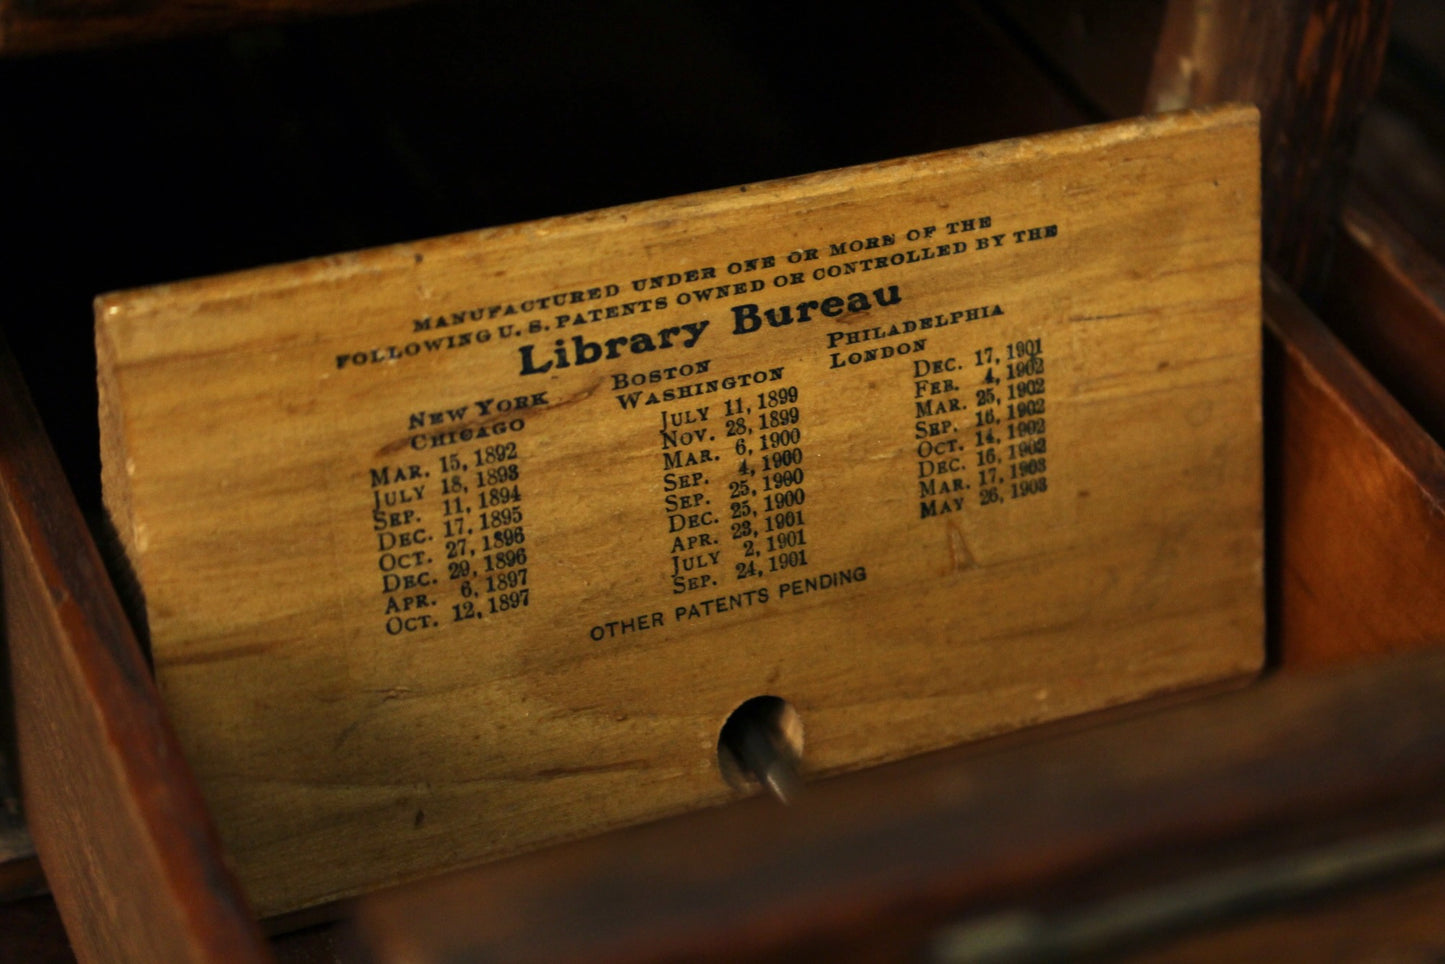 MANUFACTURED UNDER ONE OR MORE OF THE
FOLLOWING U. S. PATENTS OWNED OR CONTROLLED BY THE
Library Bureau
NEW YORK
CHICAGO
BOSTON
WASHINGTON
PHILADELPHIA
LONDON
MAR. 15, 1892
JULY 18, 1893
SEP. 11, 1894
DEC. 17, 1895
OCT. 27, 1896
DEC. 29, 1896
APR. 6, 1897
OCT. 12, 1897
JULY 11, 1899
NOV. 28, 1899
MAR. 6, 1900
SEP. 4, 1900
SEP. 25, 1900
DEC. 25, 1900
APR. 23, 1901
JULY 2, 1901
SEP. 24, 1901
DEC. 17, 1901
FEB. 4, 1902
MAR. 25, 1902
SEP. 16, 1902
OCT. 14, 1902
DEC. 16, 1902
MAR. 17, 1903
MAY 26, 1903
OTHER PATENTS PENDING